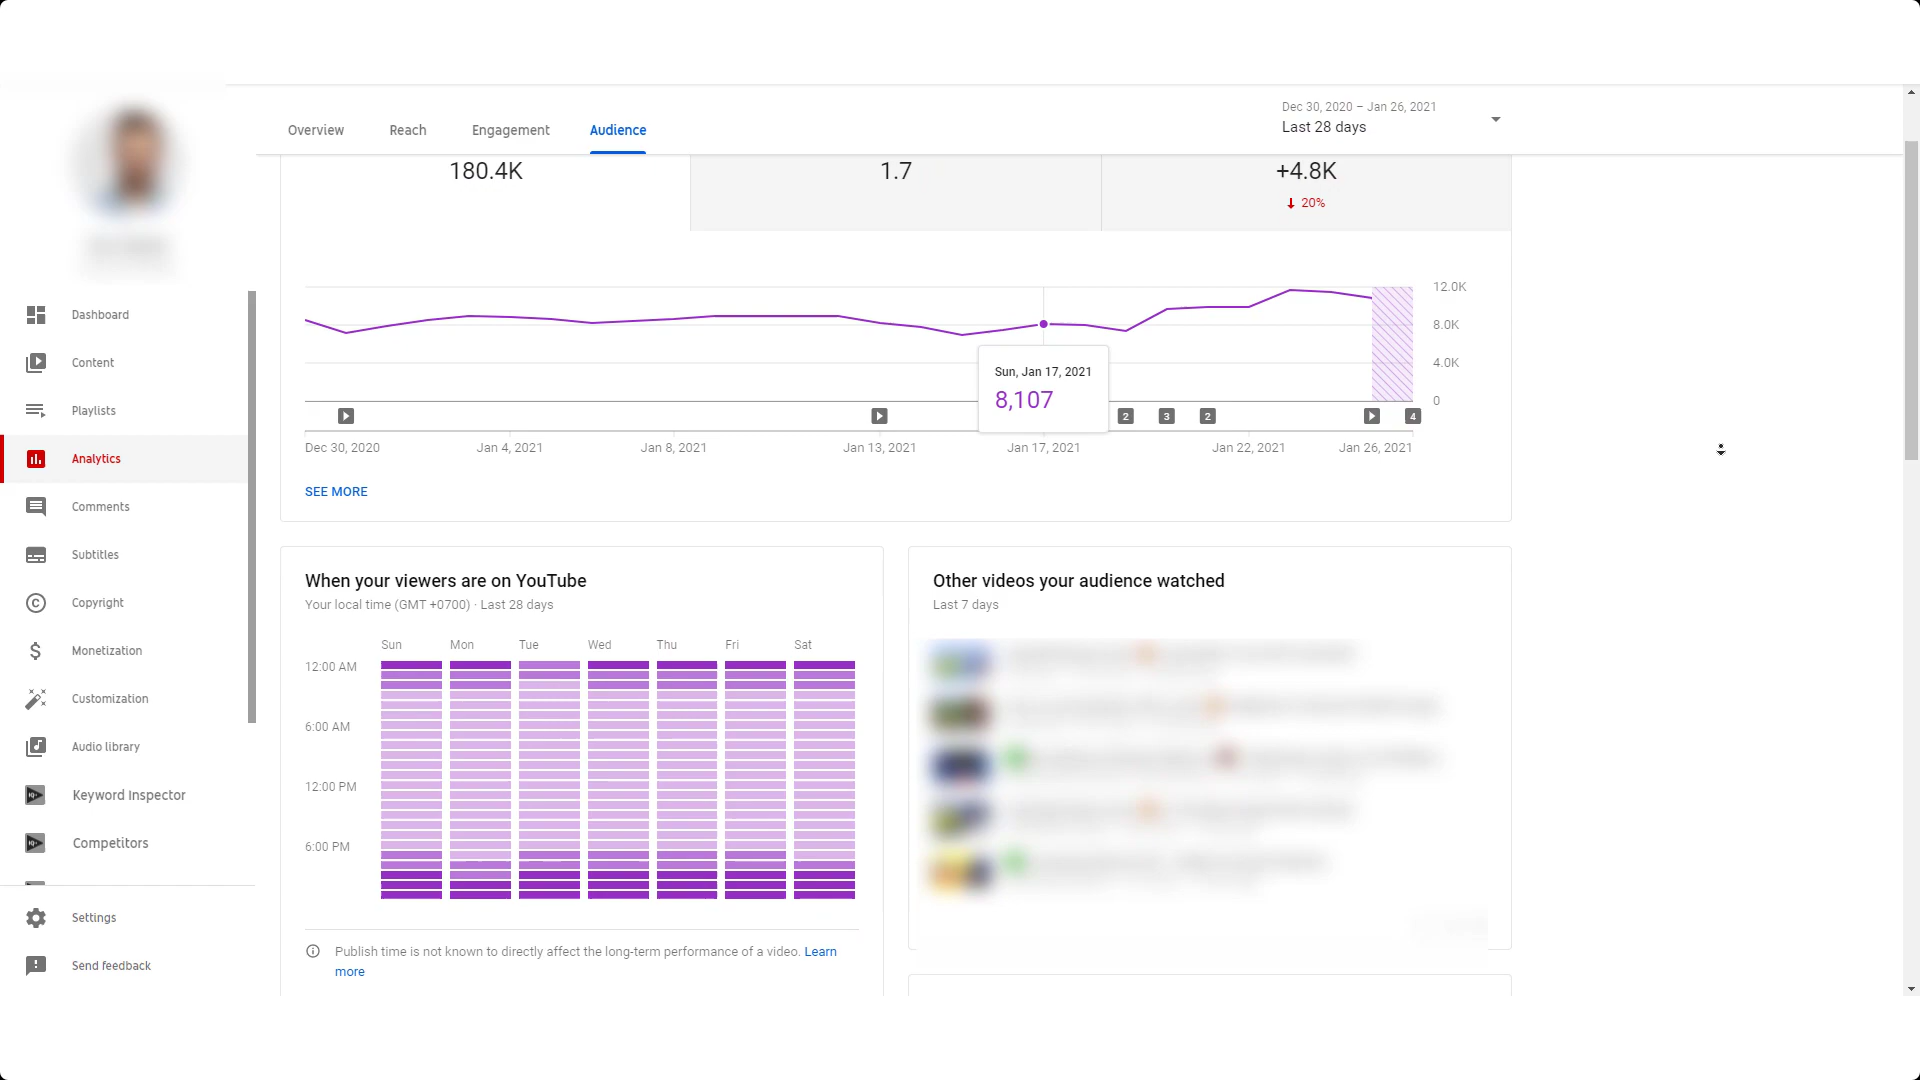 Overview Reach Engagement Audience
Dec 30, 2020 – Jan 26, 2021
Last 28 days
180.4K 1.7 +4.8K
20%
12.0K
8.0K
4.0K
0
Sun, Jan 17, 2021
8,107
2 3 2 4
Dec 30, 2020 Jan 4, 2021 Jan 8, 2021 Jan 13, 2021 Jan 17, 2021 Jan 22, 2021 Jan 26, 2021
SEE MORE
Dashboard
Content
Playlists
Analytics
Comments
Subtitles
Copyright
Monetization
Customization
Audio library
Keyword Inspector
Competitors
Settings
Send feedback
When your viewers are on YouTube
Your local time (GMT +0700) · Last 28 days
Sun Mon Tue Wed Thu Fri Sat
12:00 AM
6:00 AM
12:00 PM
6:00 PM
Publish time is not known to directly affect the long-term performance of a video. Learn
more
Other videos your audience watched
Last 7 days